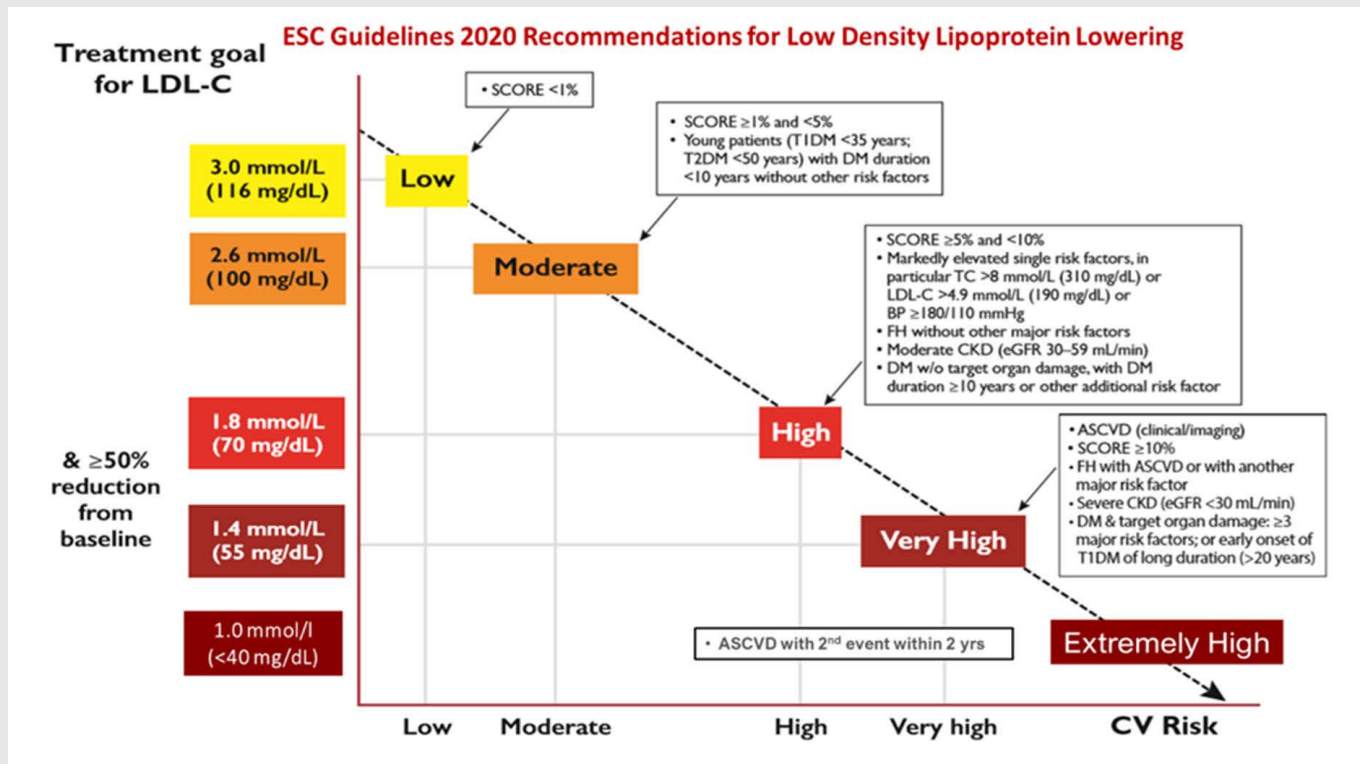 ESC Guidelines 2020 Recommendations for Low Density Lipoprotein Lowering
Treatment goal
for LDL-C
• SCORE <1%
• SCORE ≥1% and <5%
• Young patients (T1DM <35 years;
T2DM <50 years) with DM duration
<10 years without other risk factors
3.0 mmol/L
(116 mg/dL)
Low
2.6 mmol/L
(100 mg/dL)
Moderate
• SCORE ≥5% and <10%
• Markedly elevated single risk factors, in
particular TC >8 mmol/L (310 mg/dL) or
LDL-C >4.9 mmol/L (190 mg/dL) or
BP ≥180/110 mmHg
• FH without other major risk factors
• Moderate CKD (eGFR 30–59 mL/min)
• DM w/o target organ damage, with DM
duration ≥10 years or other additional risk factor
1.8 mmol/L
(70 mg/dL)
High
& ≥50%
reduction
from
baseline
• ASCVD (clinical/imaging)
• SCORE ≥10%
• FH with ASCVD or with another
major risk factor
• Severe CKD (eGFR <30 mL/min)
• DM & target organ damage: ≥3
major risk factors; or early onset of
T1DM of long duration (>20 years)
1.4 mmol/L
(55 mg/dL)
Very High
1.0 mmol/l
(<40 mg/dL)
• ASCVD with 2nd event within 2 yrs
Extremely High
Low
Moderate
High
Very high
CV Risk